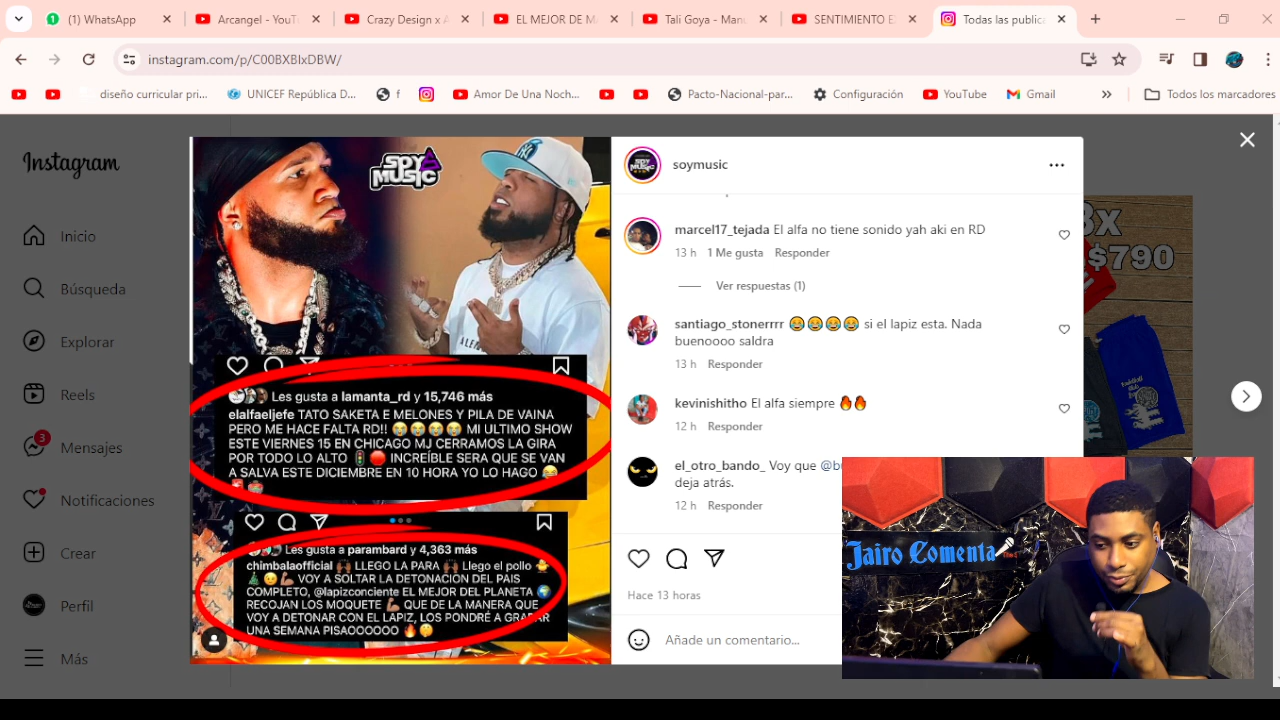 (1) WhatsApp
Arcangel - YouT
Crazy Design x A
EL MEJOR DE M
Tali Goya - Manu
SENTIMIENTO E
Todas las publica
instagram.com/p/C00BXBIxDBW/
diseño curricular pri...
UNICEF República D...
f
Amor De Una Noch...
Pacto-Nacional-par...
Configuración
YouTube
Gmail
Todos los marcadores
Instagram
Inicio
Búsqueda
Explorar
Reels
3
Mensajes
Notificaciones
Crear
Perfil
Más
SOY
MUSIC
Les gusta a lamanta_rd y 15,746 más
elalfaeljefe TATO SAKETA E MELONES Y PILA DE VAINA
PERO ME HACE FALTA RD!! 😭😭😭😭 MI ULTIMO SHOW
ESTE VIERNES 15 EN CHICAGO MJ CERRAMOS LA GIRA
POR TODO LO ALTO 🚦🛑 INCREÍBLE SERA QUE SE VAN
A SALVA ESTE DICIEMBRE EN 10 HORA YO LO HAGO 😂
Les gusta a parambard y 4,363 más
chimbalaofficial 🙌🏾 LLEGO LA PARA 🙌🏾 Llego el pollo 🐥
🎄😉💪🏾 VOY A SOLTAR LA DETONACION DEL PAIS
COMPLETO, @lapizconciente EL MEJOR DEL PLANETA 🌍
RECOJAN LOS MOQUETE 💪🏾 QUE DE LA MANERA QUE
VOY A DETONAR CON EL LAPIZ, LOS PONDRÉ A GRABAR
UNA SEMANA PISAOOOOOO 🔥🤫
soymusic
marcel17_tejada El alfa no tiene sonido yah aki en RD
13 h 1 Me gusta Responder
Ver respuestas (1)
santiago_stonerrrr 😂😂😂😂 si el lapiz esta. Nada
buenoooo saldra
13 h Responder
kevinishitho El alfa siempre 🔥🔥
12 h Responder
el_otro_bando_ Voy que @b
deja atrás.
12 h Responder
Hace 13 horas
Añade un comentario...
3x
$790
Jairo Comenta